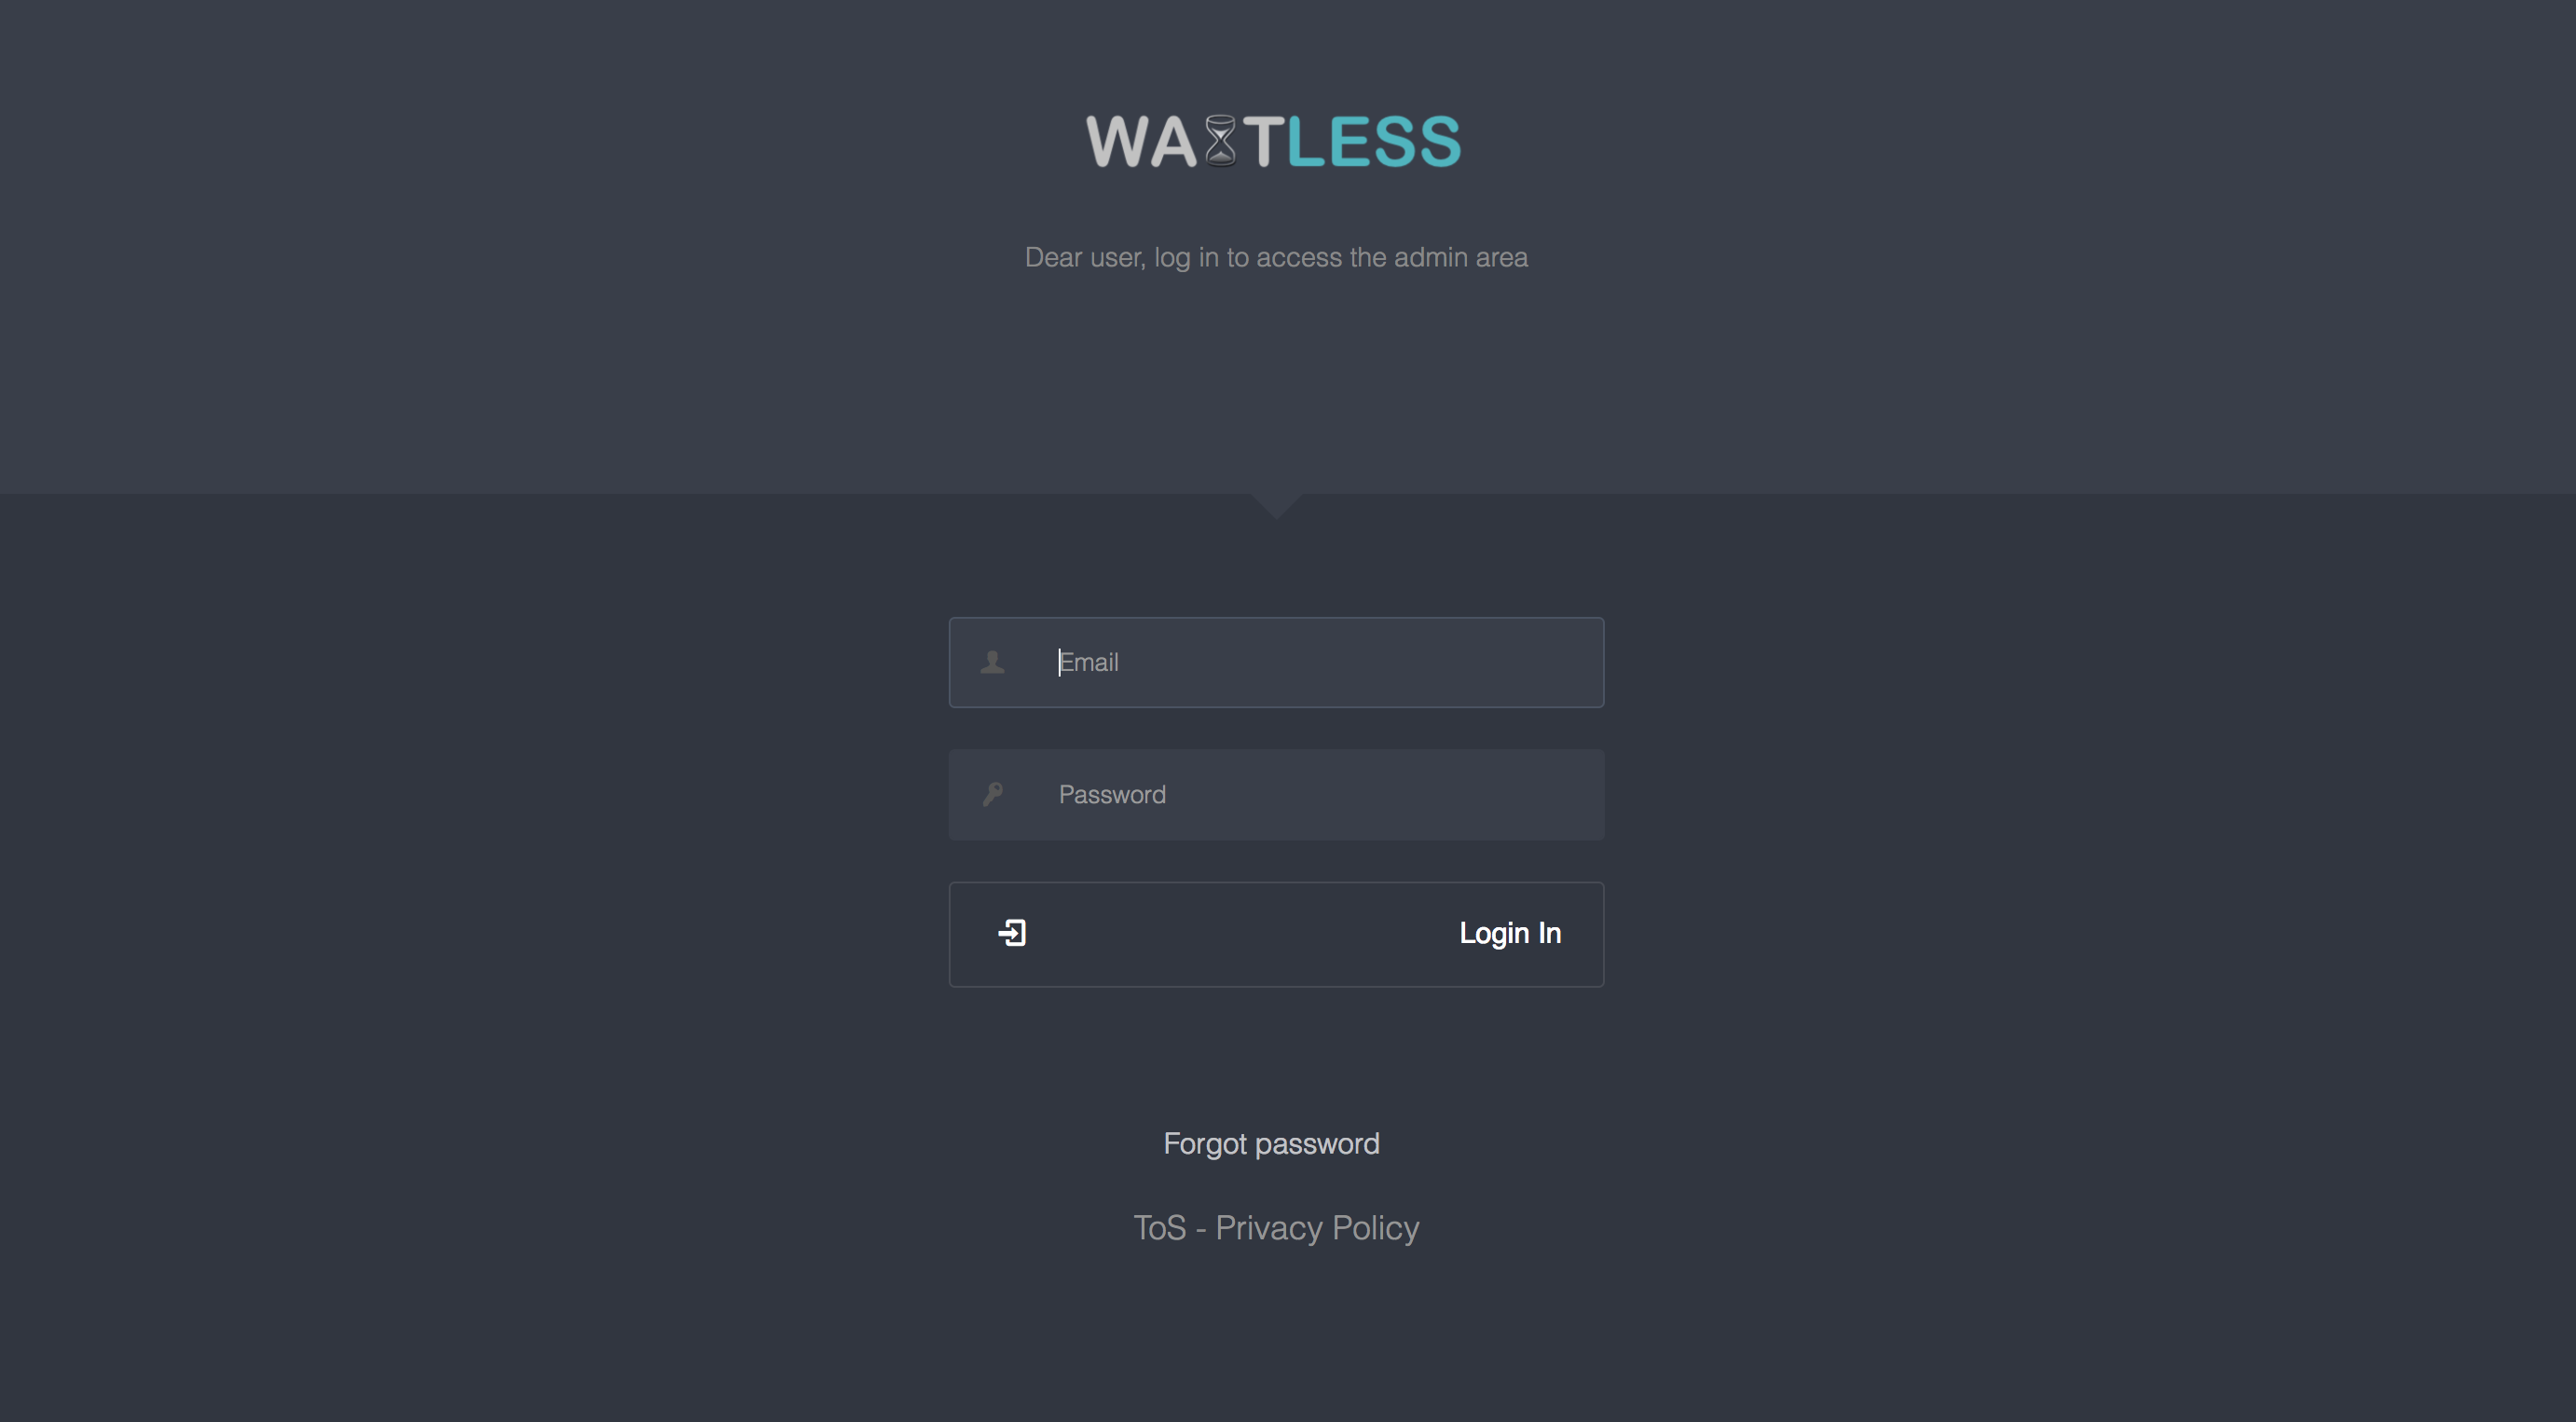 WAITLESS
Dear user, log in to access the admin area
Email
Password
Login In
Forgot password
ToS - Privacy Policy